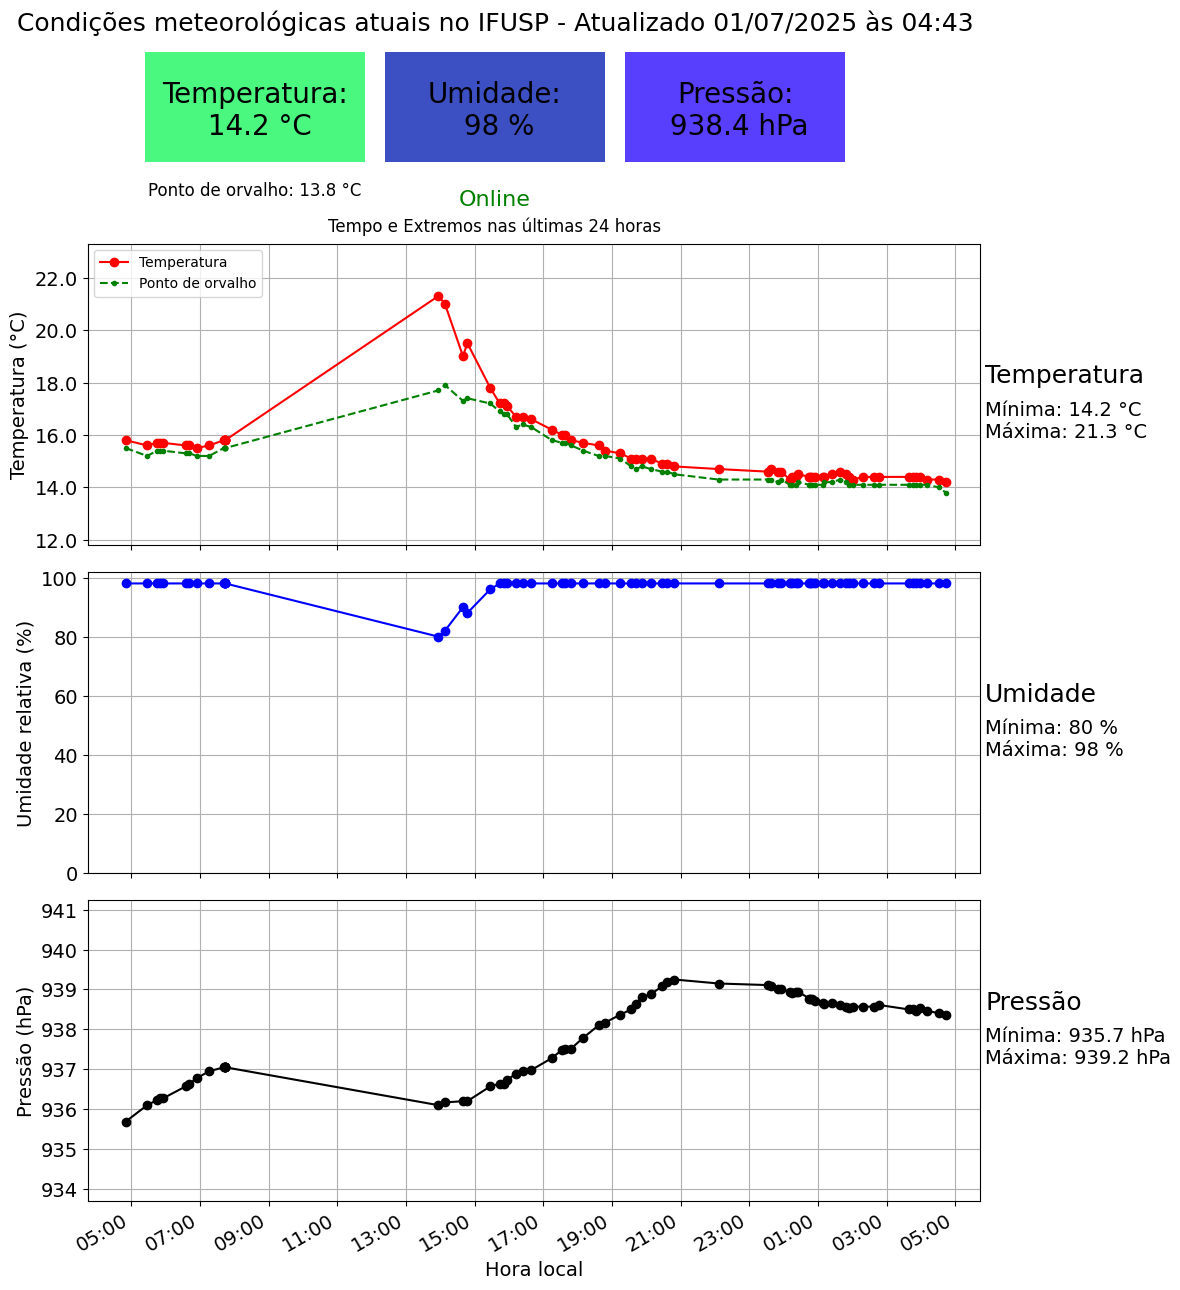 Condições meteorológicas atuais no IFUSP - Atualizado 01/07/2025 às 04:43
Temperatura:
14.2 °C
Umidade:
98 %
Pressão:
938.4 hPa
Ponto de orvalho: 13.8 °C
Online
Tempo e Extremos nas últimas 24 horas
Temperatura
Ponto de orvalho
Temperatura (°C)
22.0
20.0
18.0
16.0
14.0
12.0
Temperatura
Mínima: 14.2 °C
Máxima: 21.3 °C
Umidade relativa (%)
100
80
60
40
20
0
Umidade
Mínima: 80 %
Máxima: 98 %
Pressão (hPa)
941
940
939
938
937
936
935
934
Pressão
Mínima: 935.7 hPa
Máxima: 939.2 hPa
05:00 07:00 09:00 11:00 13:00 15:00 17:00 19:00 21:00 23:00 01:00 03:00 05:00
Hora local